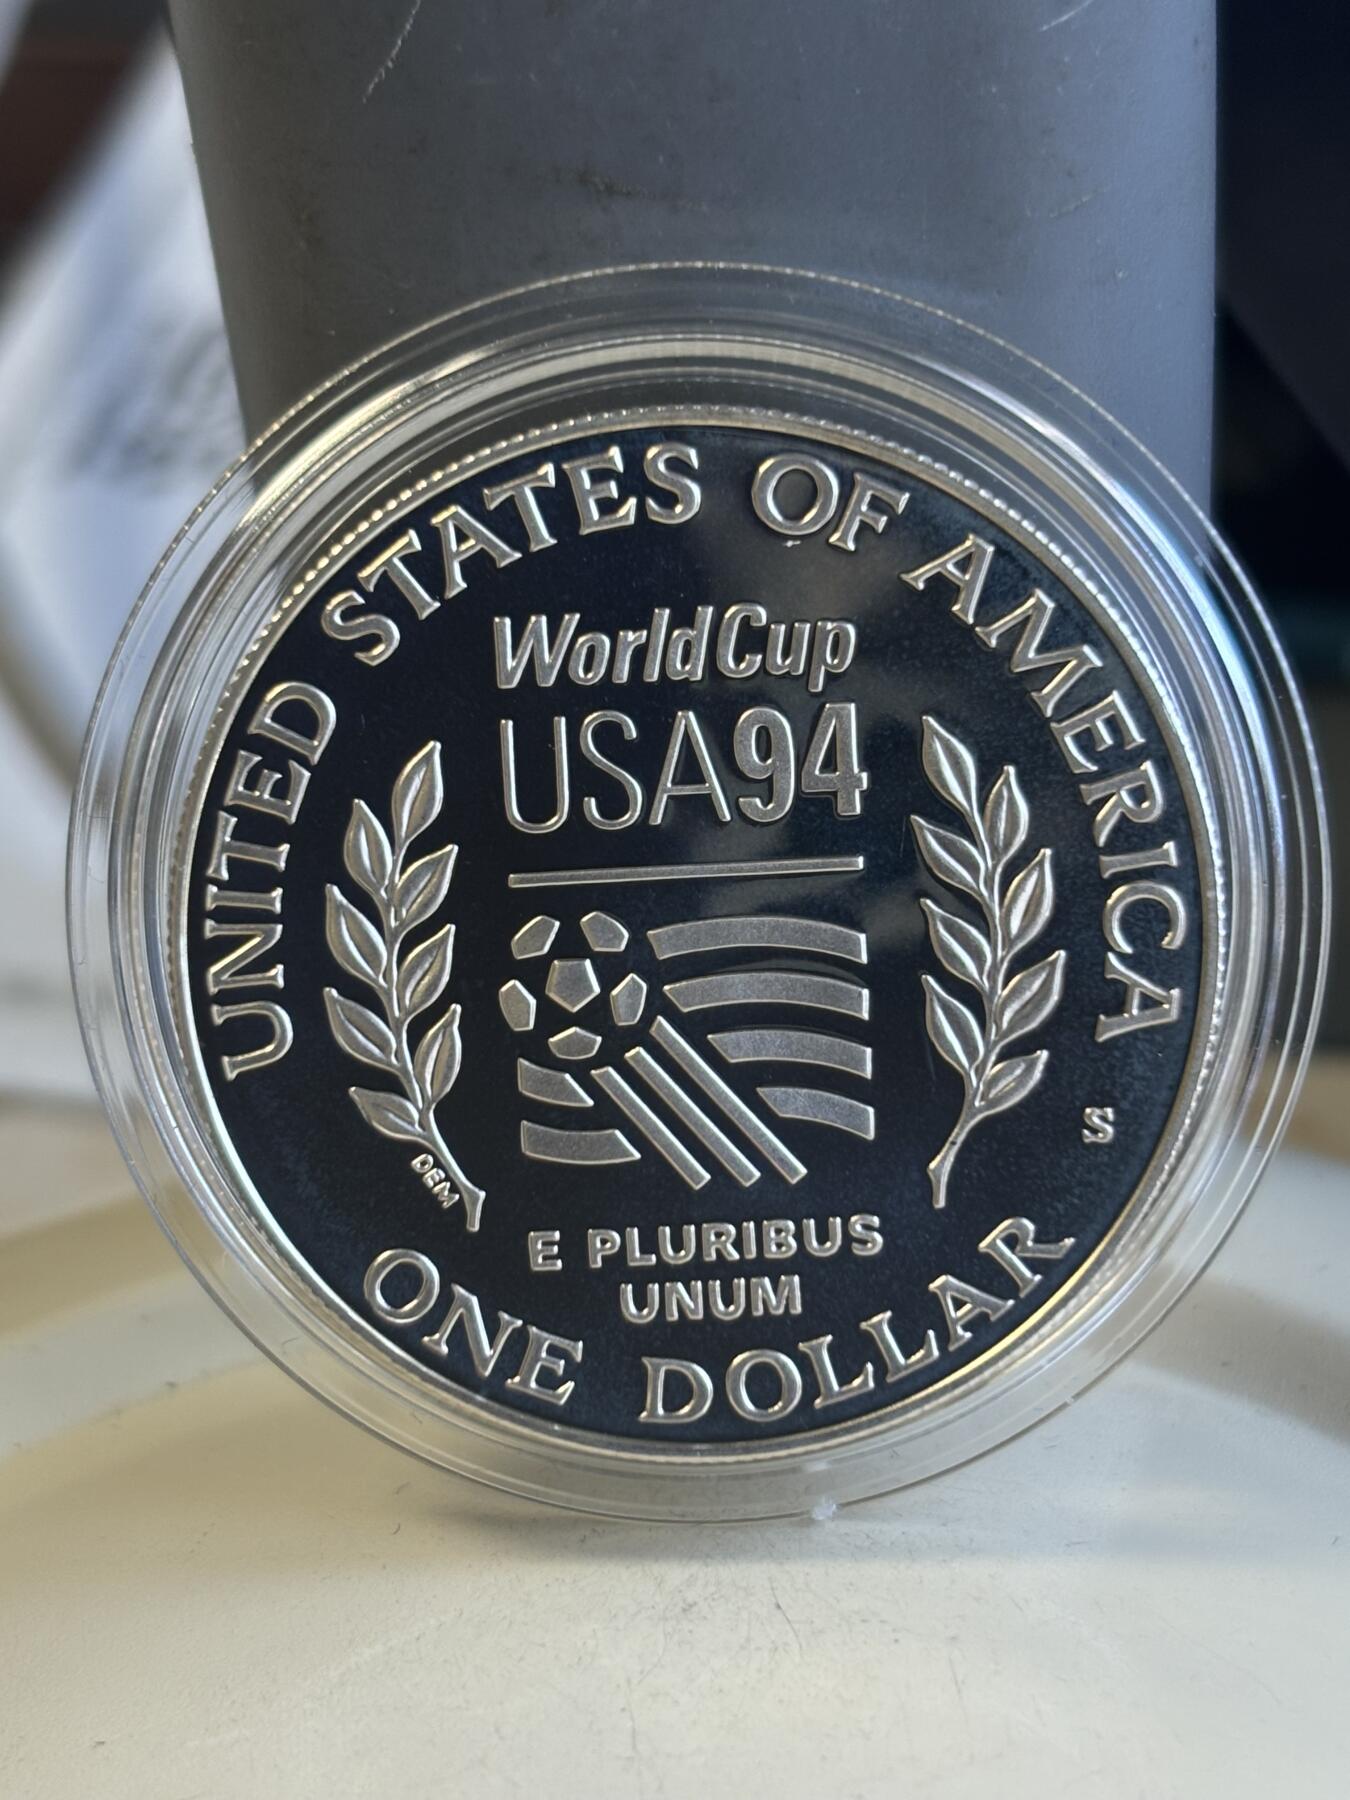 UNITED STATES OF AMERICA
WorldCup
USA94
DEM
S
E PLURIBUS
UNUM
ONE DOLLAR